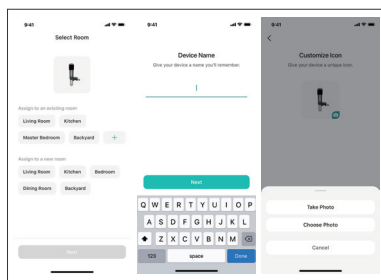 9:41
Select Room
Assign to an existing room
Living Room
Kitchen
Master Bedroom
Backyard
+
Assign to a new room
Living Room
Kitchen
Bedroom
Dining Room
Backyard
Next
9:41
Device Name
Give your device a name you'll remember.
Next
Q W E R T Y U I O P
A S D F G H J K L
Z X C V B N M
123
space
Done
9:41
Customize Icon
Give your device a unique icon.
Take Photo
Choose Photo
Cancel